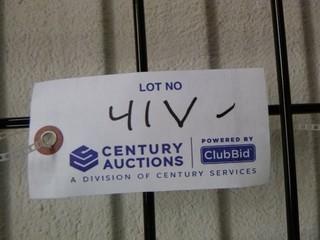 LOT NO
41V -
CENTURY AUCTIONS
POWERED BY
ClubBid
A DIVISION OF CENTURY SERVICES